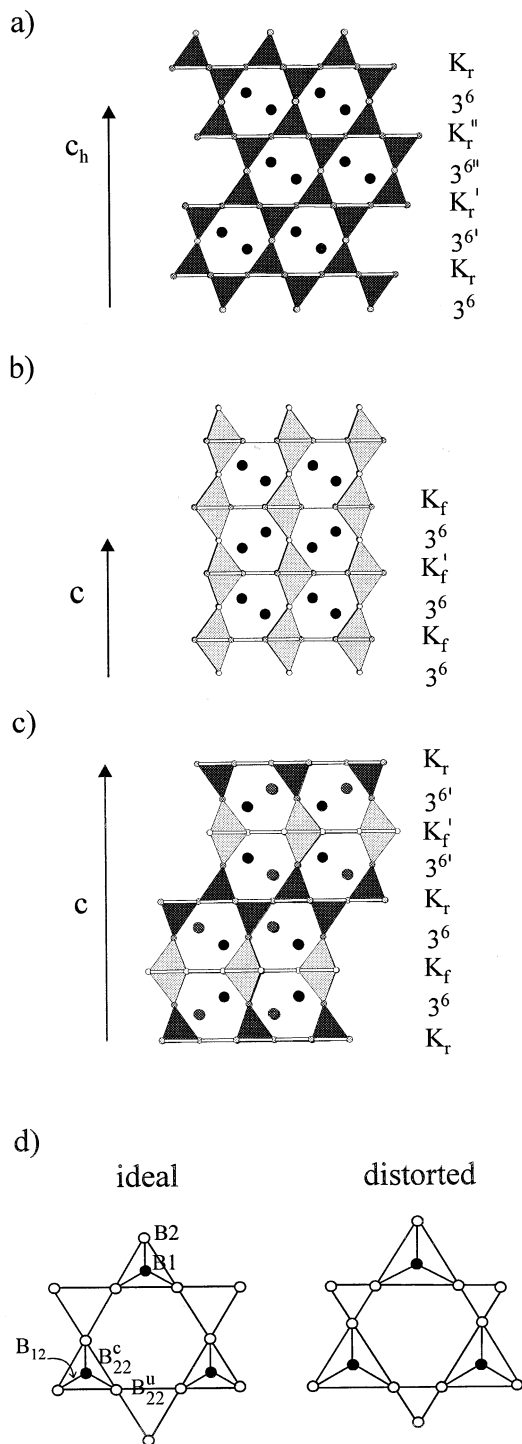 a)
K_r
3^6
c_h
K_r''
3^6''
K_r'
3^6'
K_r
3^6
b)
K_f
3^6
c
K_f'
3^6
K_f
3^6
c)
K_r
3^6'
K_f'
3^6'
c
K_r
3^6
K_f
3^6
K_r
d)
ideal
distorted
B2
B1
B_12
B_22^c
B_22^u